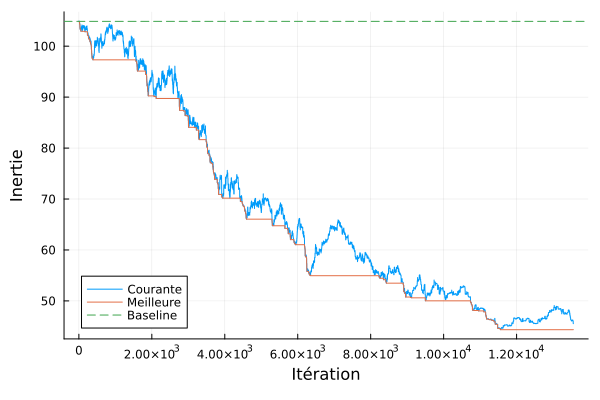 100
90
80
70
60
50
Inertie
Courante
Meilleure
Baseline
0 2.00×10³ 4.00×10³ 6.00×10³ 8.00×10³ 1.00×10⁴ 1.20×10⁴
Itération